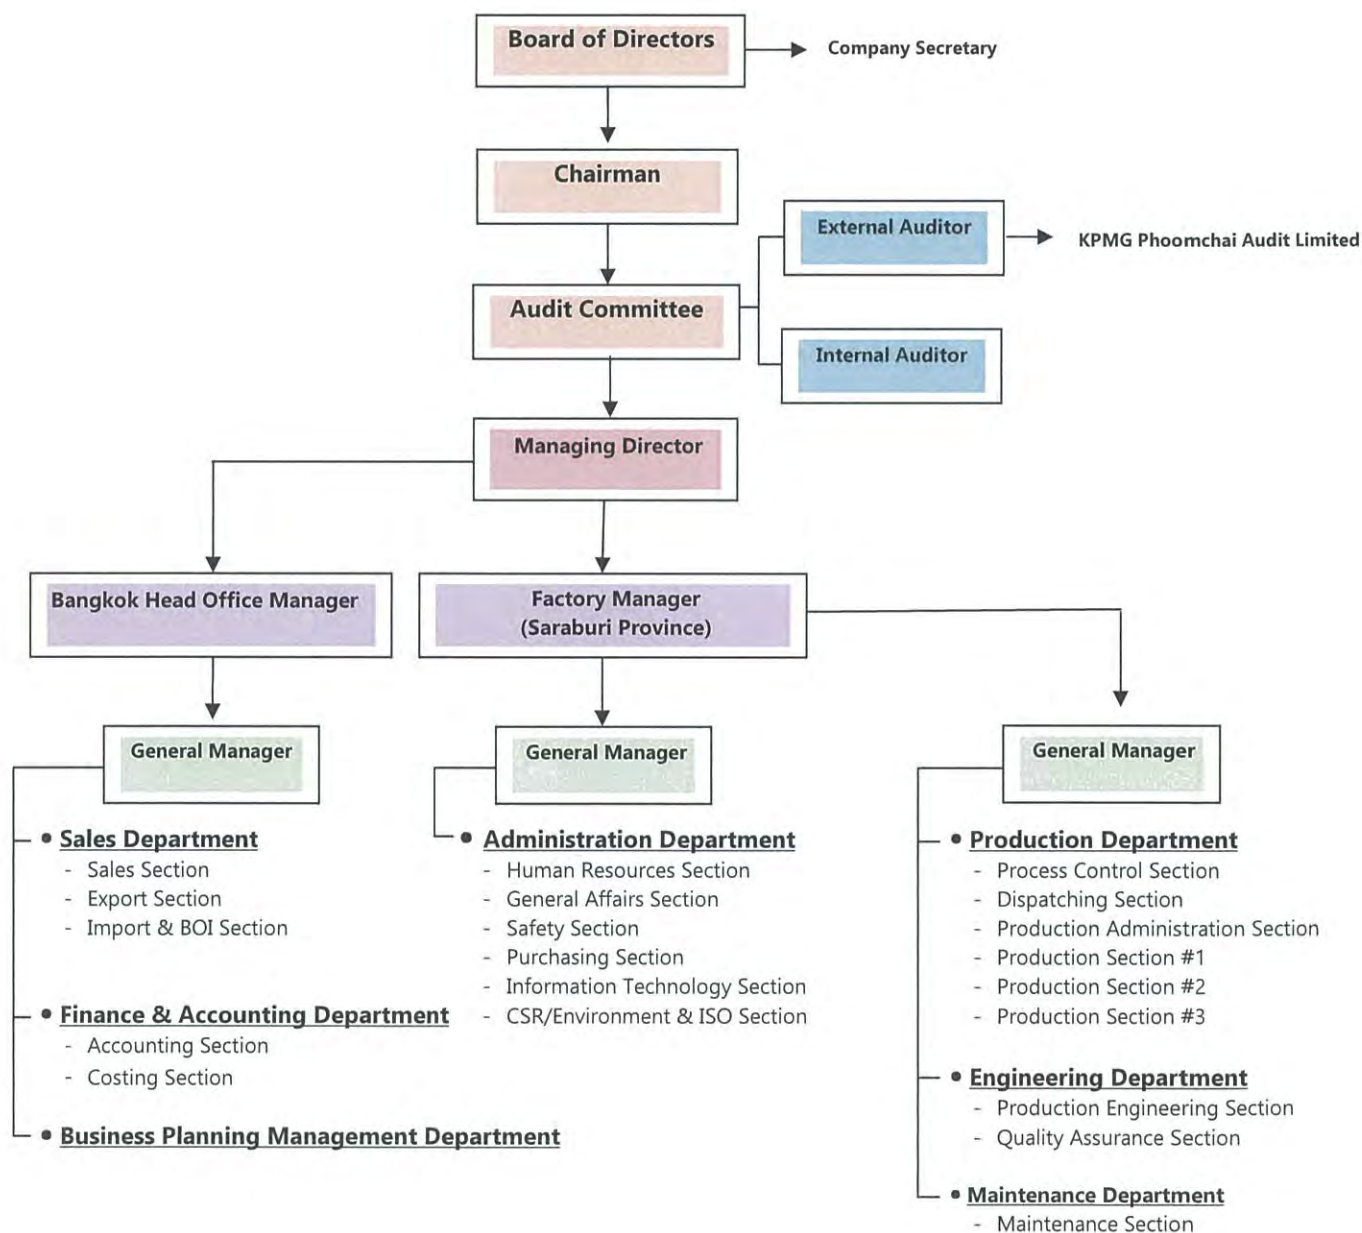 Board of Directors
Company Secretary
Chairman
External Auditor
KPMG Phoomchai Audit Limited
Audit Committee
Internal Auditor
Managing Director
Bangkok Head Office Manager
Factory Manager
(Saraburi Province)
General Manager
• Sales Department
- Sales Section
- Export Section
- Import & BOI Section
• Finance & Accounting Department
- Accounting Section
- Costing Section
• Business Planning Management Department
General Manager
• Administration Department
- Human Resources Section
- General Affairs Section
- Safety Section
- Purchasing Section
- Information Technology Section
- CSR/Environment & ISO Section
General Manager
• Production Department
- Process Control Section
- Dispatching Section
- Production Administration Section
- Production Section #1
- Production Section #2
- Production Section #3
• Engineering Department
- Production Engineering Section
- Quality Assurance Section
• Maintenance Department
- Maintenance Section